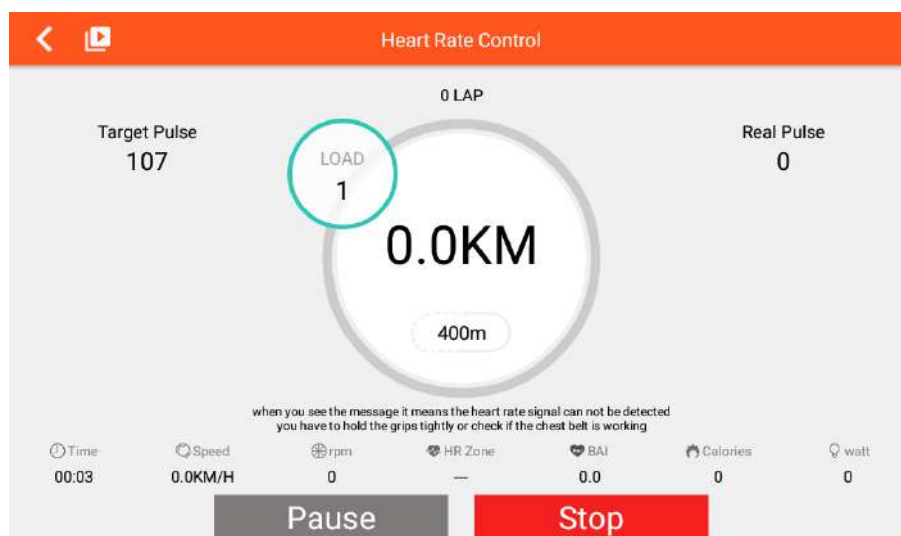 Heart Rate Control
0 LAP
Target Pulse
107
Real Pulse
0
LOAD
1
0.0KM
400m
when you see the message it means the heart rate signal can not be detected
you have to hold the grips tightly or check if the chest belt is working
Time
Speed
rpm
HR Zone
BAI
Calories
watt
00:03
0.0KM/H
0
---
0.0
0
0
Pause
Stop